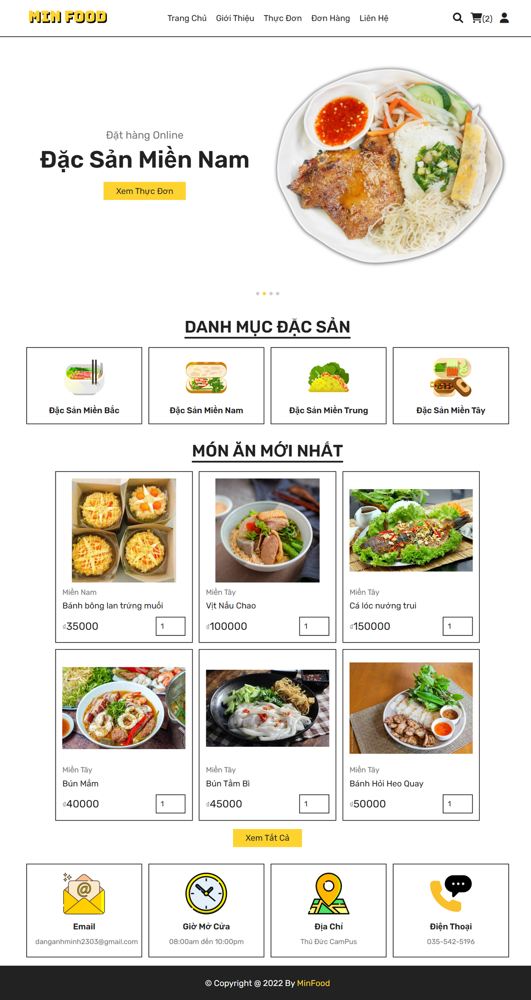 MIN FOOD
Trang Chủ Giới Thiệu Thực Đơn Đơn Hàng Liên Hệ
(2)
Đặt hàng Online
Đặc Sản Miền Nam
Xem Thực Đơn
DANH MỤC ĐẶC SẢN
Đặc Sản Miền Bắc
Đặc Sản Miền Nam
Đặc Sản Miền Trung
Đặc Sản Miền Tây
MÓN ĂN MỚI NHẤT
Miền Nam
Bánh bông lan trứng muối
₫35000
1
Miền Tây
Vịt Nấu Chao
₫100000
1
Miền Tây
Cá lóc nướng trui
₫150000
1
Miền Tây
Bún Mắm
₫40000
1
Miền Tây
Bún Tằm Bì
₫45000
1
Miền Tây
Bánh Hỏi Heo Quay
₫50000
1
Xem Tất Cả
@
Email
danganhminh2303@gmail.com
Giờ Mở Cửa
08:00am đến 10:00pm
Địa Chỉ
Thủ Đức CamPus
Điện Thoại
035-542-5196
© Copyright @ 2022 By MinFood